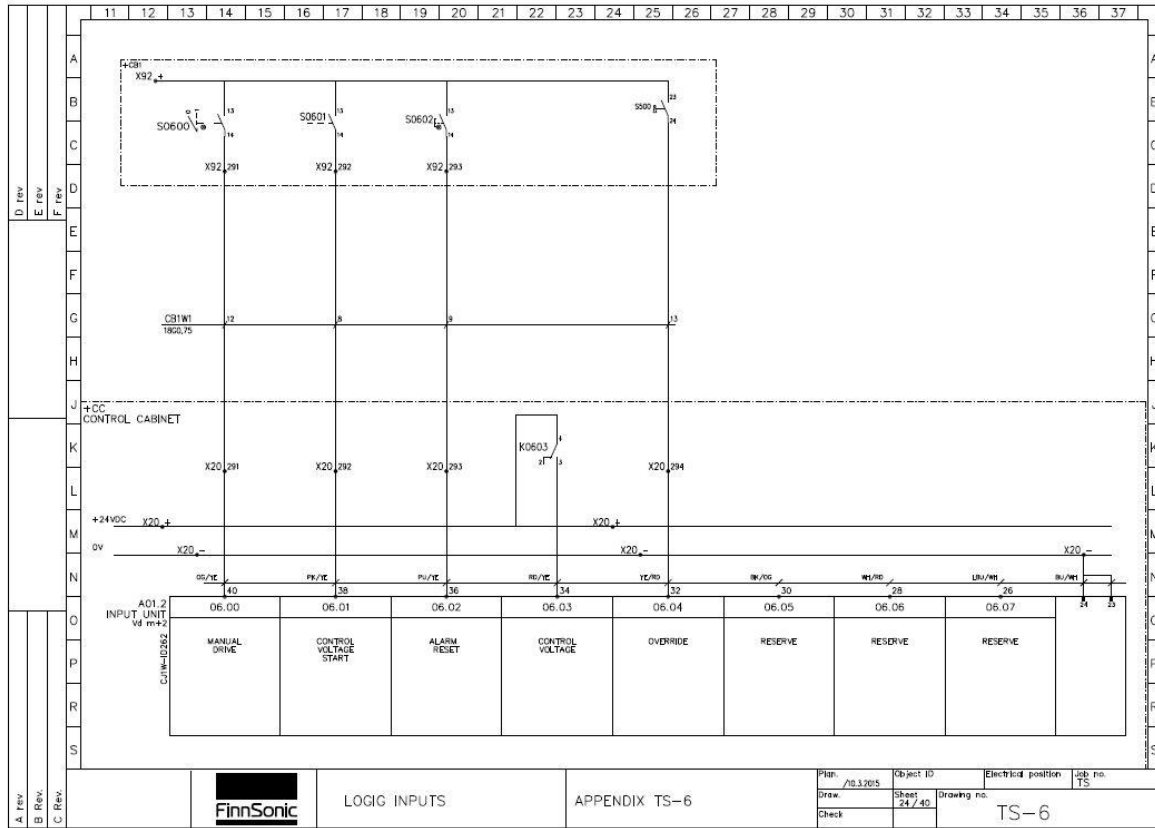 11 12 13 14 15 16 17 18 19 20 21 22 23 24 25 26 27 28 29 30 31 32 33 34 35 36 37
A A
+CB1
X92 +
B B
23
13 13 13
S500
S0600 S0601 S0602
24
14 14 14
C C
X92 291 X92 292 X92 293
D D
E E
F F
G G
CB1W1 12 8 9 13
18G0,75
H H
J J
+CC
CONTROL CABINET
K K
K0603 4
2 3
X20 291 X20 292 X20 293 X20 294
L L
+24VDC X20 + X20 +
M M
0V X20 - X20 - X20 -
N N
OG/YE PK/YE PU/YE RD/YE YE/RD BK/OG WH/RD LBU/WH BU/WH
40 38 36 34 32 30 28 26 24 23
A01.2 06.00 06.01 06.02 06.03 06.04 06.05 06.06 06.07
INPUT UNIT
Vd m+2
O O
CJ1W-ID262
MANUAL DRIVE
CONTROL VOLTAGE START
ALARM RESET
CONTROL VOLTAGE
OVERRIDE
RESERVE
RESERVE
RESERVE
P P
R R
S S
D rev
E rev
F rev
A rev
B Rev.
C Rev.
FinnSonic
LOGIG INPUTS
APPENDIX TS-6
Plan. /10.3.2015
Object ID
Electrical position
Job no.
TS
Draw.
Sheet
24 / 40
Drawing no.
TS-6
Check